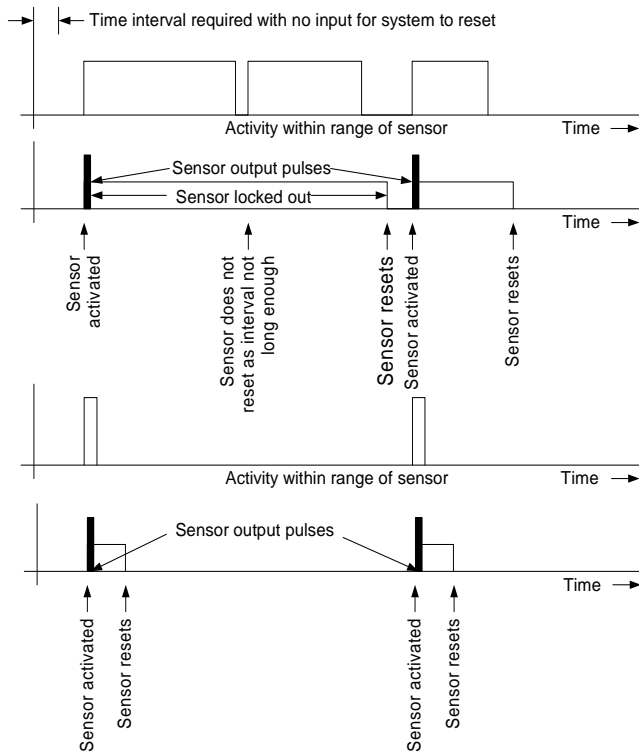 Time interval required with no input for system to reset
Activity within range of sensor
Time
Sensor output pulses
Sensor locked out
Sensor
activated
Sensor does not
reset as interval not
long enough
Sensor resets
Sensor activated
Sensor resets
Activity within range of sensor
Time
Sensor output pulses
Time
Sensor activated
Sensor resets
Sensor activated
Sensor resets